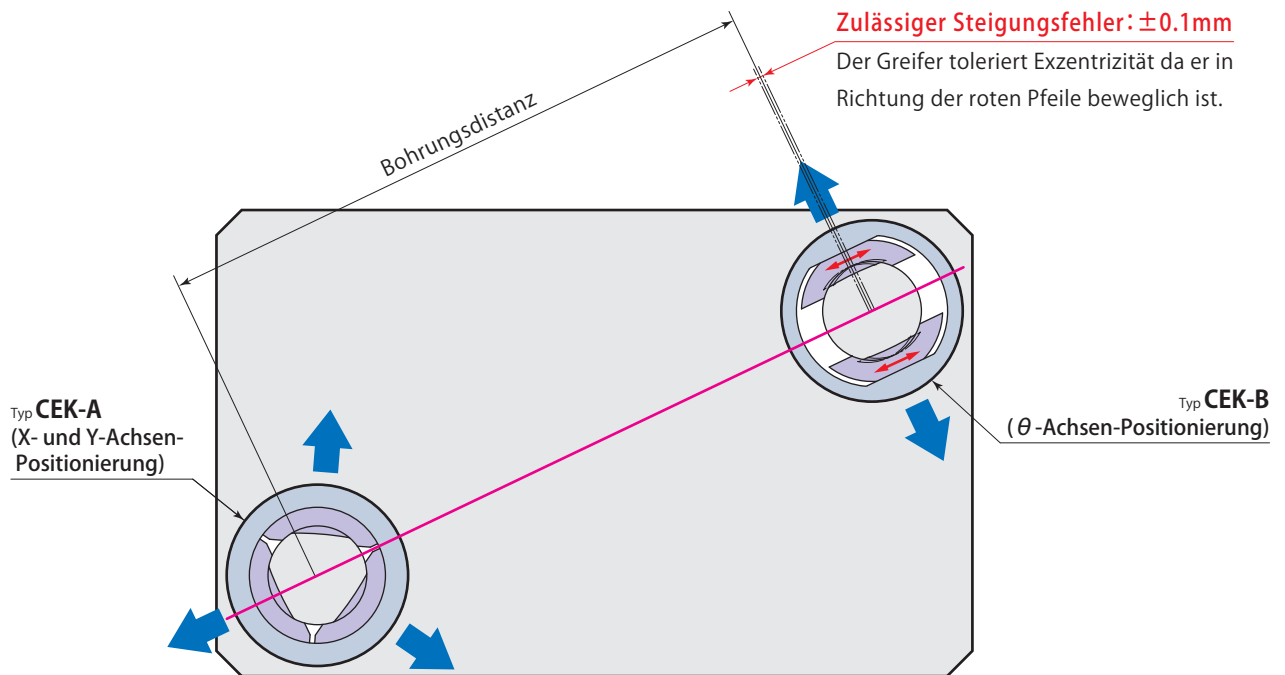 Zulässiger Steigungsfehler:±0.1mm
Der Greifer toleriert Exzentrizität da er in
Richtung der roten Pfeile beweglich ist.
Bohrungsdistanz
Typ CEK-A
(X- und Y-Achsen-
Positionierung)
Typ CEK-B
(θ-Achsen-Positionierung)